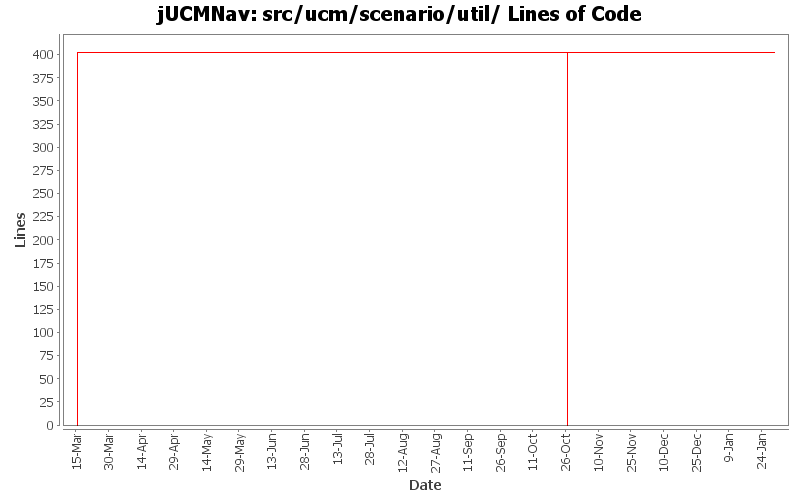 jUCMNav: src/ucm/scenario/util/ Lines of Code
400
375
350
325
300
275
250
225
200
175
150
125
100
75
50
25
0
Lines
15-Mar
30-Mar
14-Apr
29-Apr
14-May
29-May
13-Jun
28-Jun
13-Jul
28-Jul
12-Aug
27-Aug
11-Sep
26-Sep
11-Oct
26-Oct
10-Nov
25-Nov
10-Dec
25-Dec
9-Jan
24-Jan
Date